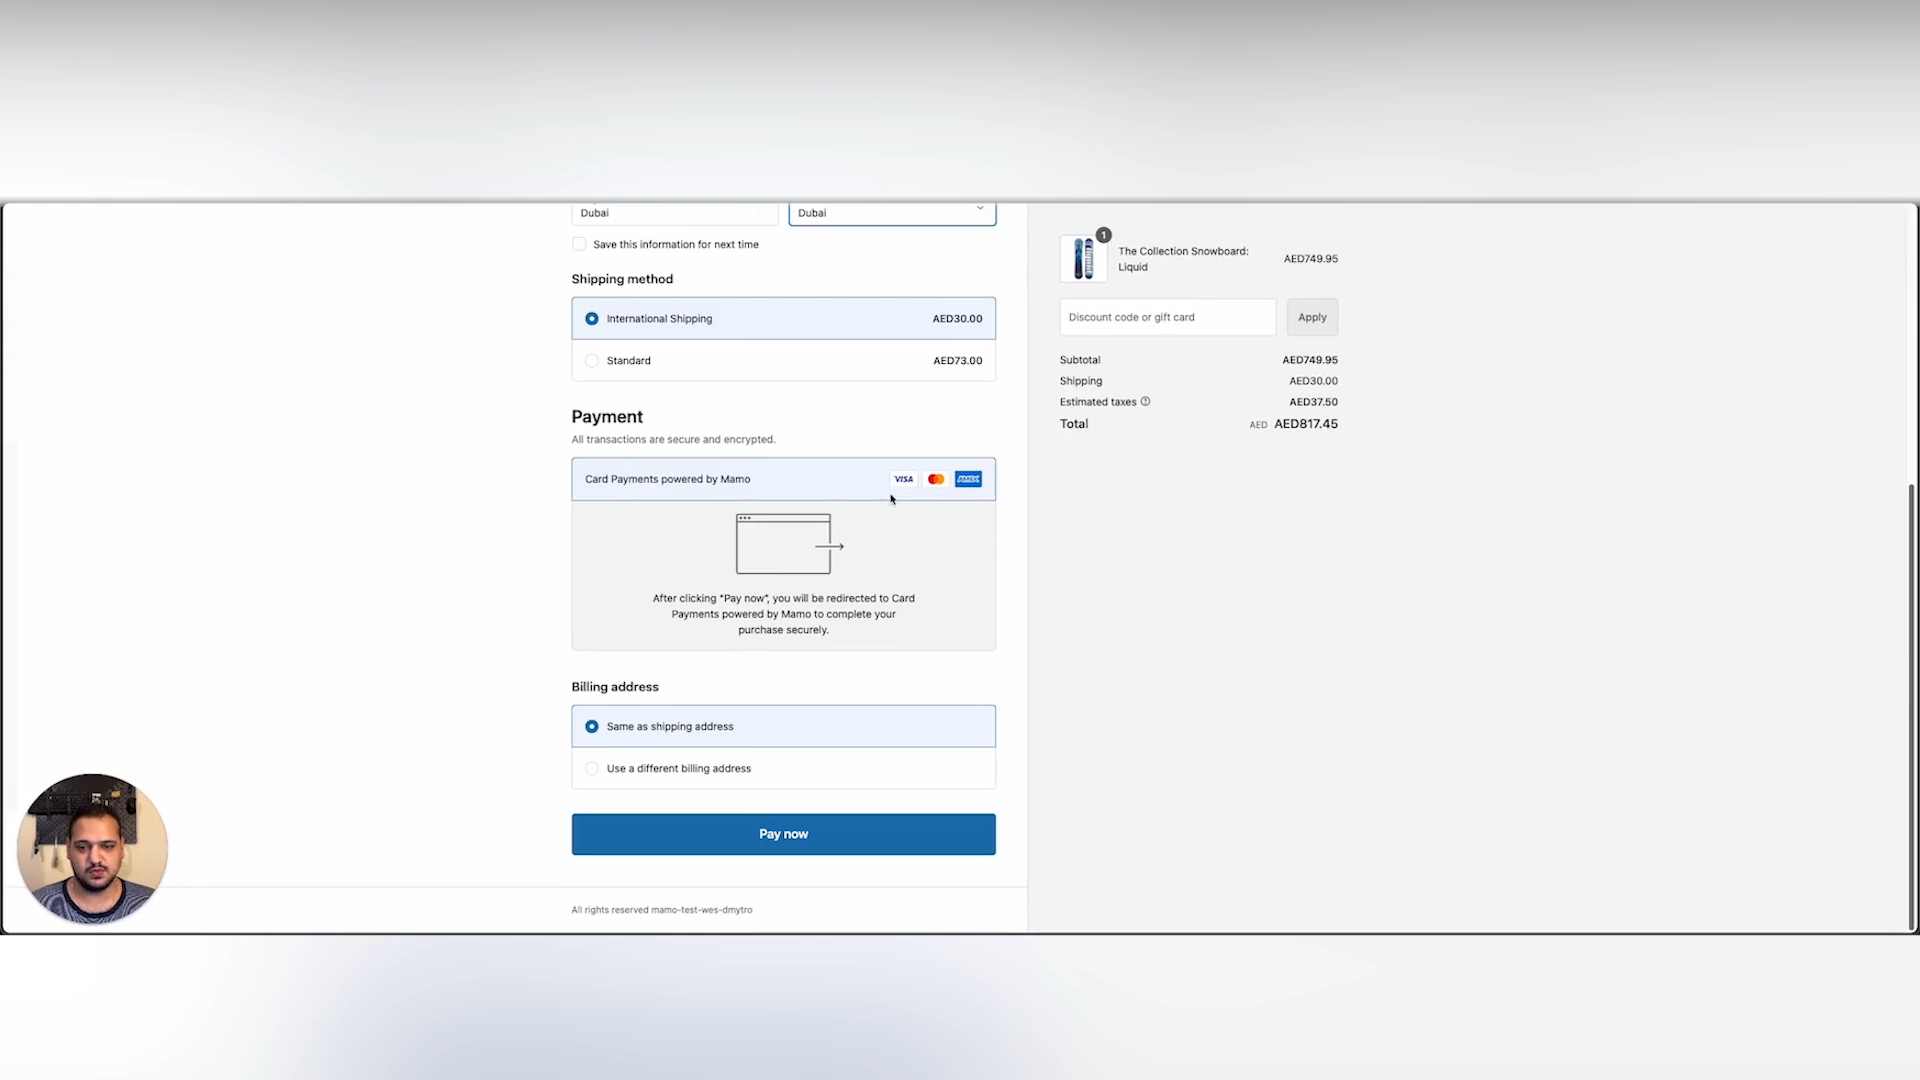 Dubai
Dubai
Save this information for next time
Shipping method
International Shipping
AED30.00
Standard
AED73.00
Payment
All transactions are secure and encrypted.
Card Payments powered by Mamo
VISA
AMEX
After clicking "Pay now", you will be redirected to Card
Payments powered by Mamo to complete your
purchase securely.
Billing address
Same as shipping address
Use a different billing address
Pay now
All rights reserved mamo-test-wes-dmytro
1
The Collection Snowboard:
Liquid
AED749.95
Discount code or gift card
Apply
Subtotal
AED749.95
Shipping
AED30.00
Estimated taxes
AED37.50
Total
AED AED817.45